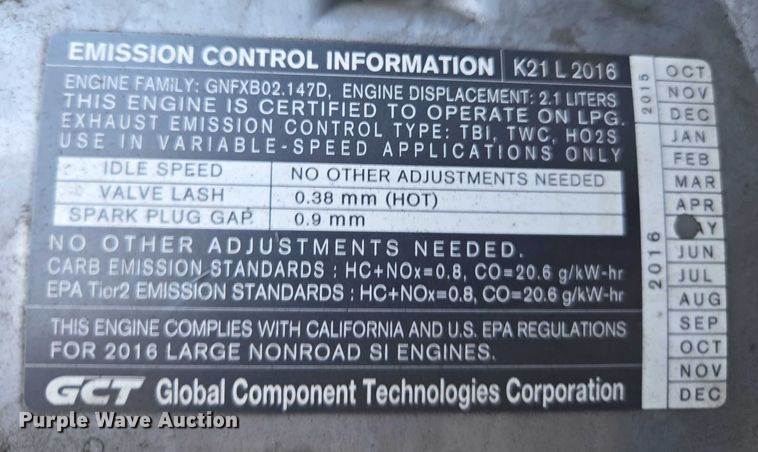 EMISSION CONTROL INFORMATION K21 L 2016
ENGINE FAMILY: GNFXB02.147D, ENGINE DISPLACEMENT: 2.1 LITERS
THIS ENGINE IS CERTIFIED TO OPERATE ON LPG.
EXHAUST EMISSION CONTROL TYPE: TBI, TWC, HO2S
USE IN VARIABLE-SPEED APPLICATIONS ONLY
IDLE SPEED NO OTHER ADJUSTMENTS NEEDED
VALVE LASH 0.38 mm (HOT)
SPARK PLUG GAP. 0.9 mm
NO OTHER ADJUSTMENTS NEEDED.
CARB EMISSION STANDARDS : HC+NOx=0.8, CO=20.6 g/kW-hr
EPA Tier2 EMISSION STANDARDS : HC+NOx=0.8, CO=20.6 g/kW-hr
THIS ENGINE COMPLIES WITH CALIFORNIA AND U.S. EPA REGULATIONS
FOR 2016 LARGE NONROAD SI ENGINES.
GCT Global Component Technologies Corporation
2015
OCT
NOV
DEC
2016
JAN
FEB
MAR
APR
AY
JUN
JUL
AUG
SEP
OCT
NOV
DEC
Purple Wave Auction